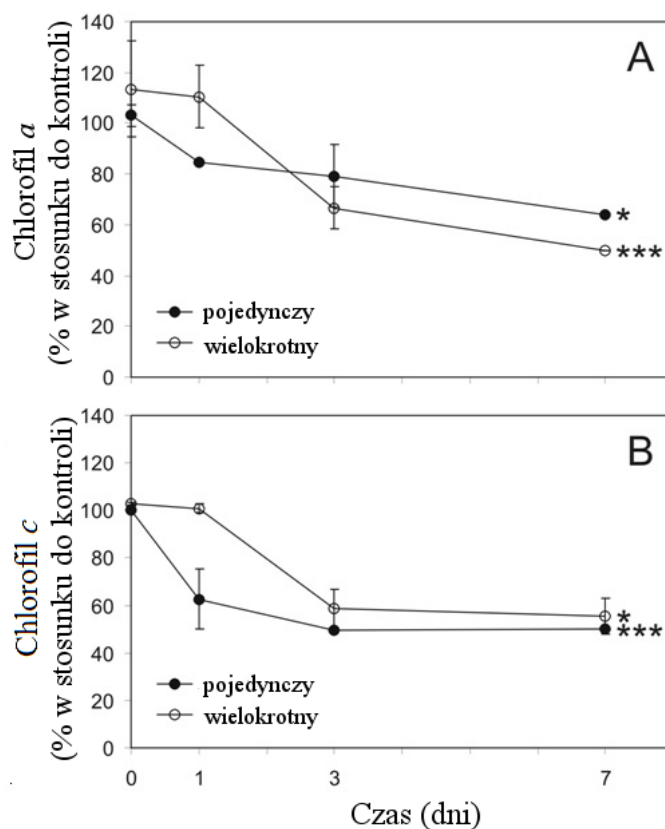 140
A
120
100
80
60
40
20
0
Chlorofil a
(% w stosunku do kontroli)
*
***
pojedynczy
wielokrotny
140
B
120
100
80
60
40
20
0
Chlorofil c
(% w stosunku do kontroli)
*
***
pojedynczy
wielokrotny
0 1 3 7
Czas (dni)